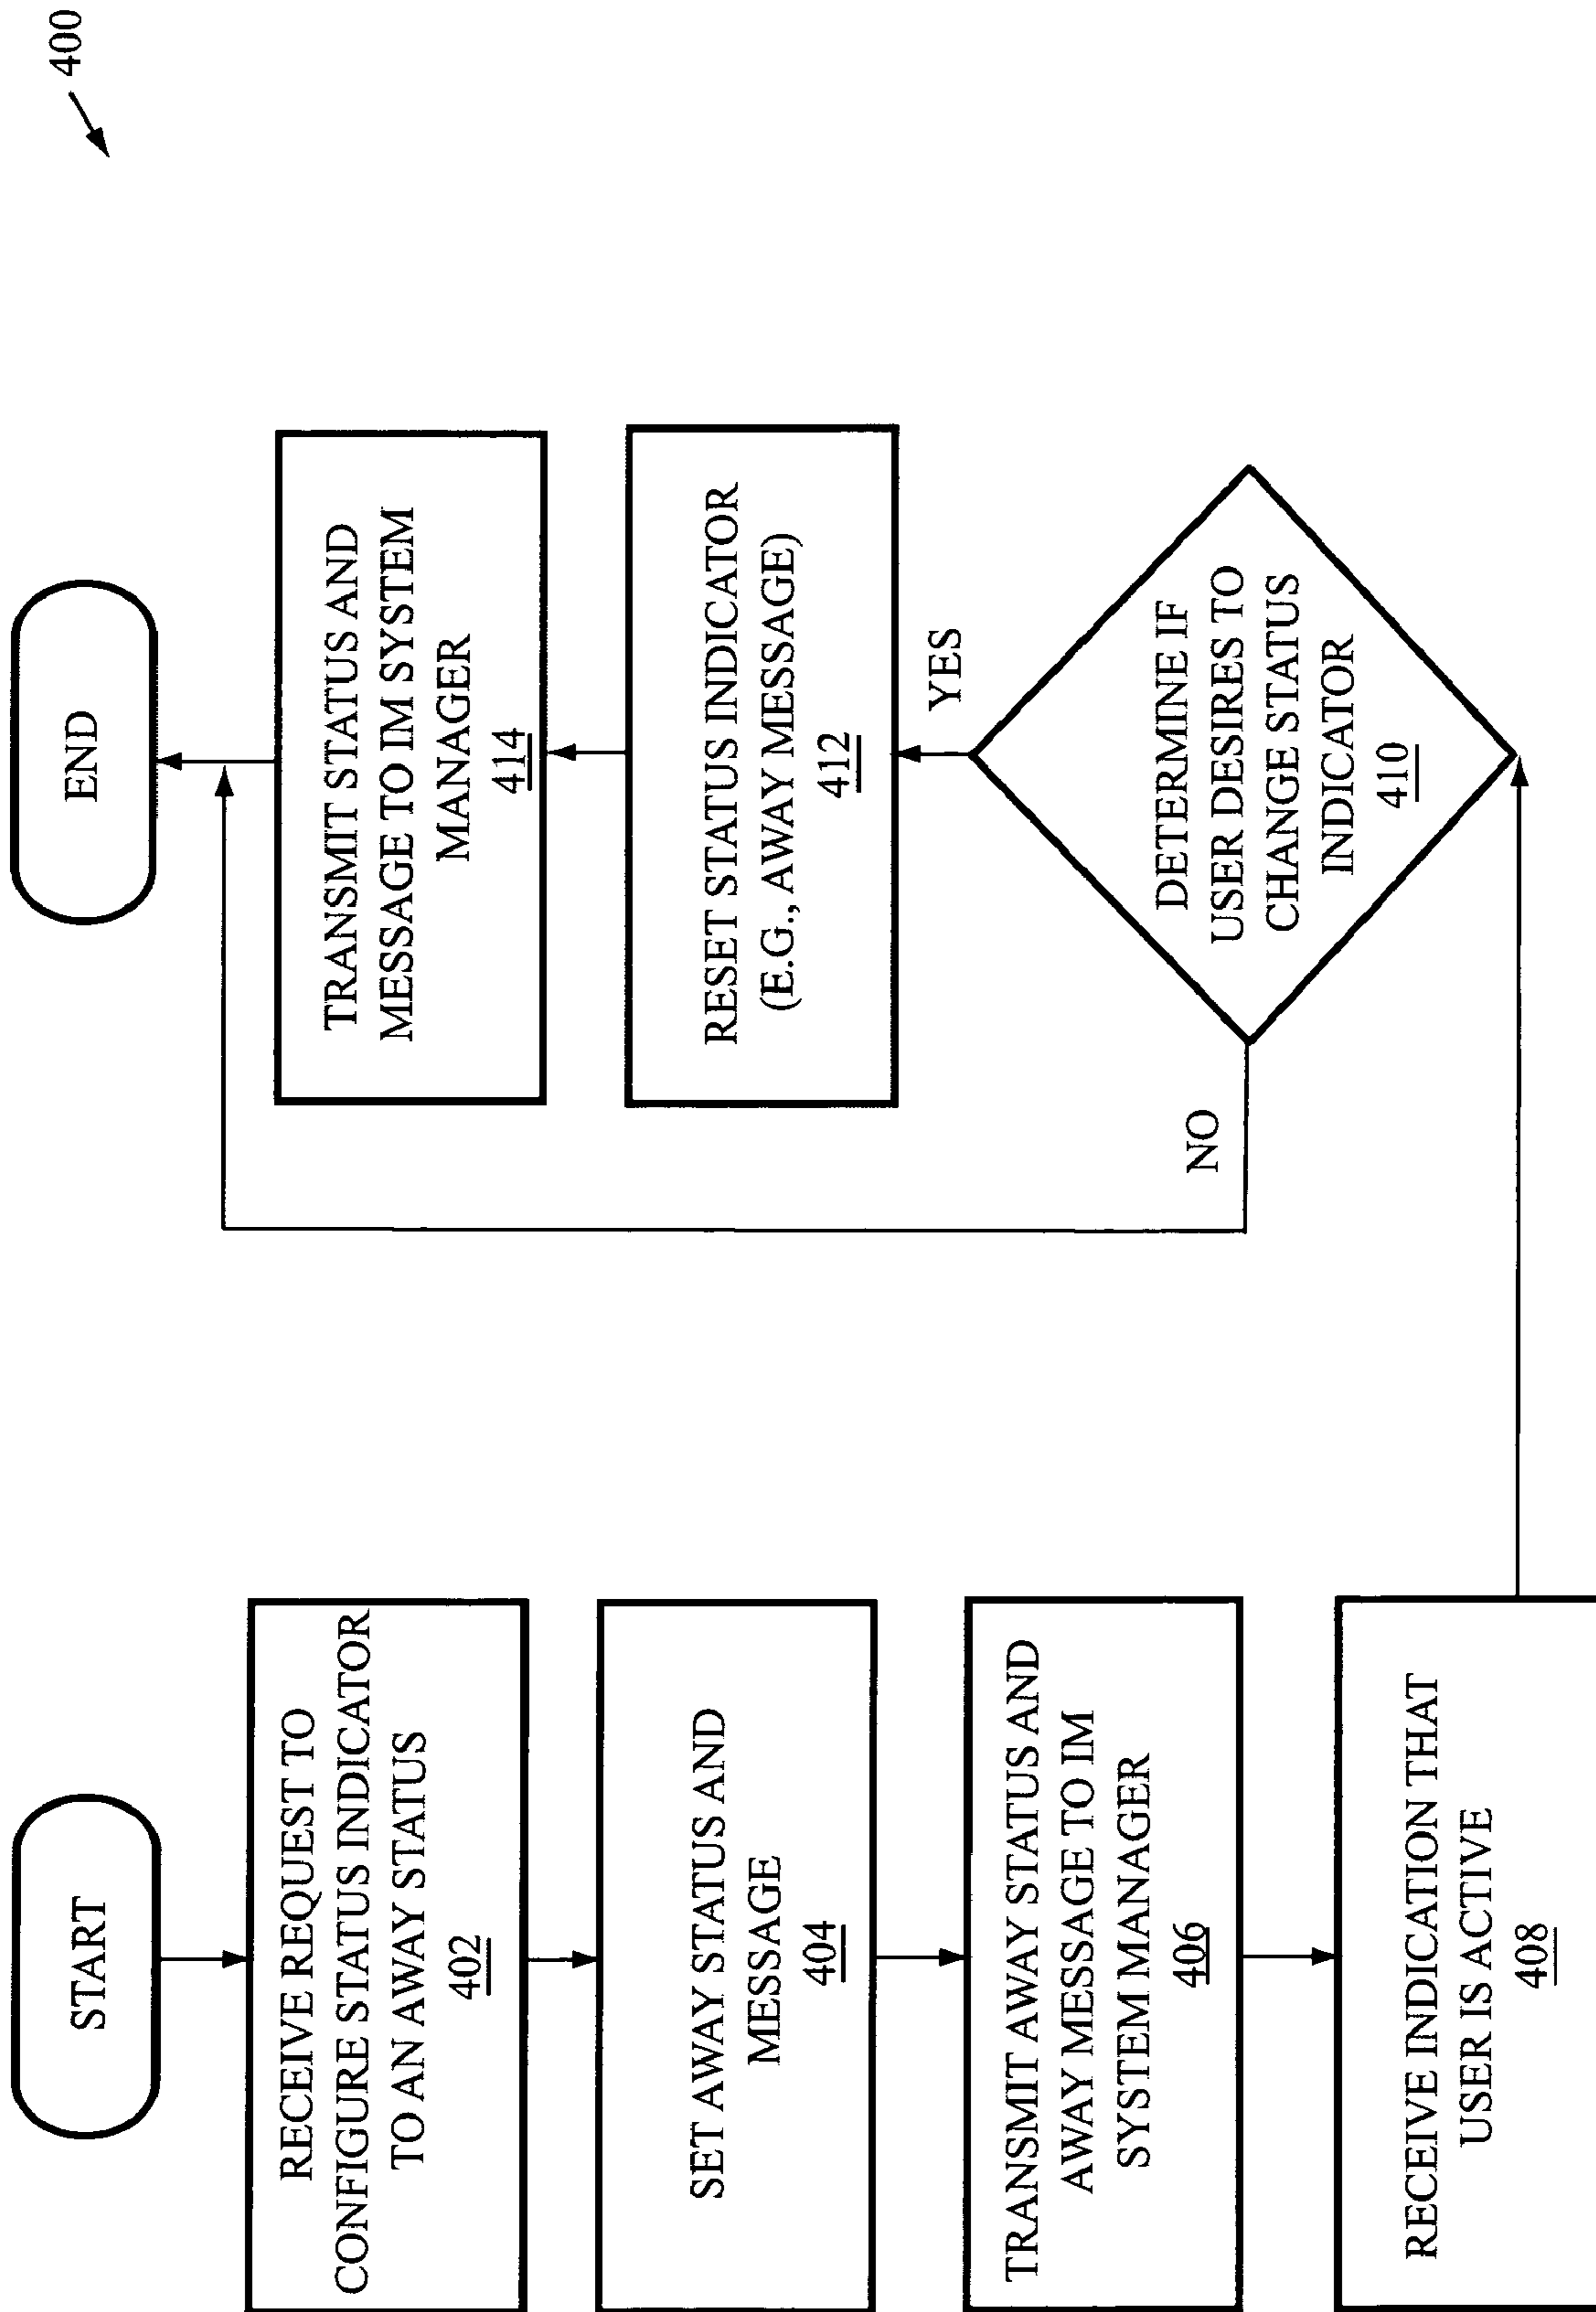 400
START
RECEIVE REQUEST TO
CONFIGURE STATUS INDICATOR
TO AN AWAY STATUS
402
SET AWAY STATUS AND
MESSAGE
404
TRANSMIT AWAY STATUS AND
AWAY MESSAGE TO IM
SYSTEM MANAGER
406
RECEIVE INDICATION THAT
USER IS ACTIVE
408
DETERMINE IF
USER DESIRES TO
CHANGE STATUS
INDICATOR
410
NO
YES
RESET STATUS INDICATOR
(E.G., AWAY MESSAGE)
412
TRANSMIT STATUS AND
MESSAGE TO IM SYSTEM
MANAGER
414
END